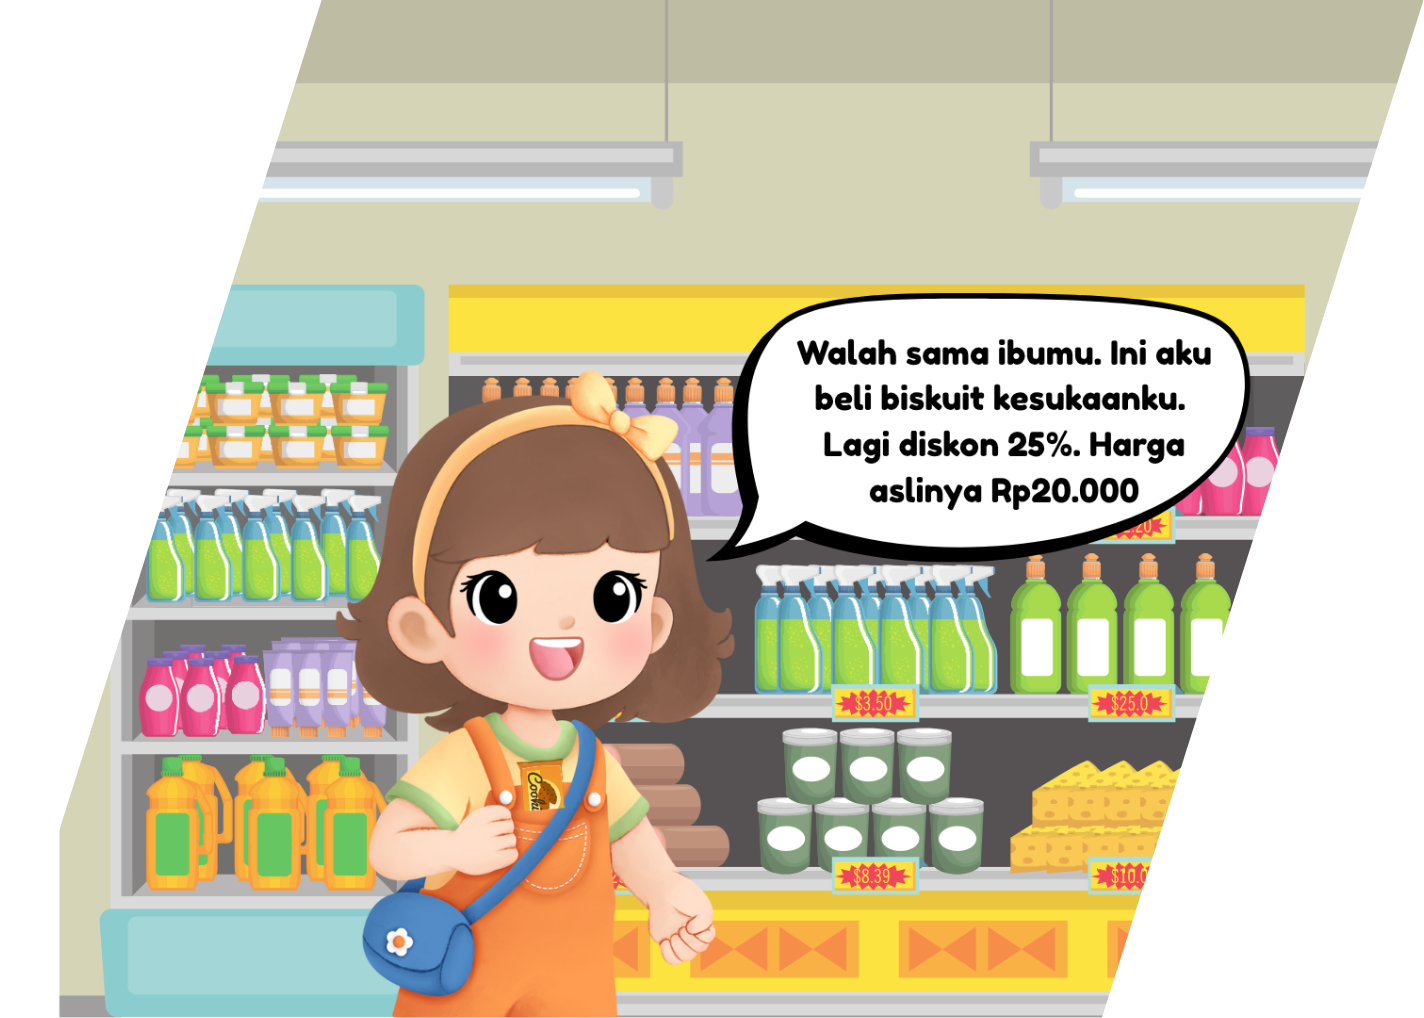 Walah sama ibumu. Ini aku
beli biskuit kesukaanku.
Lagi diskon 25%. Harga
aslinya Rp20.000
$3.50
$25.0
$8.39
$10.0